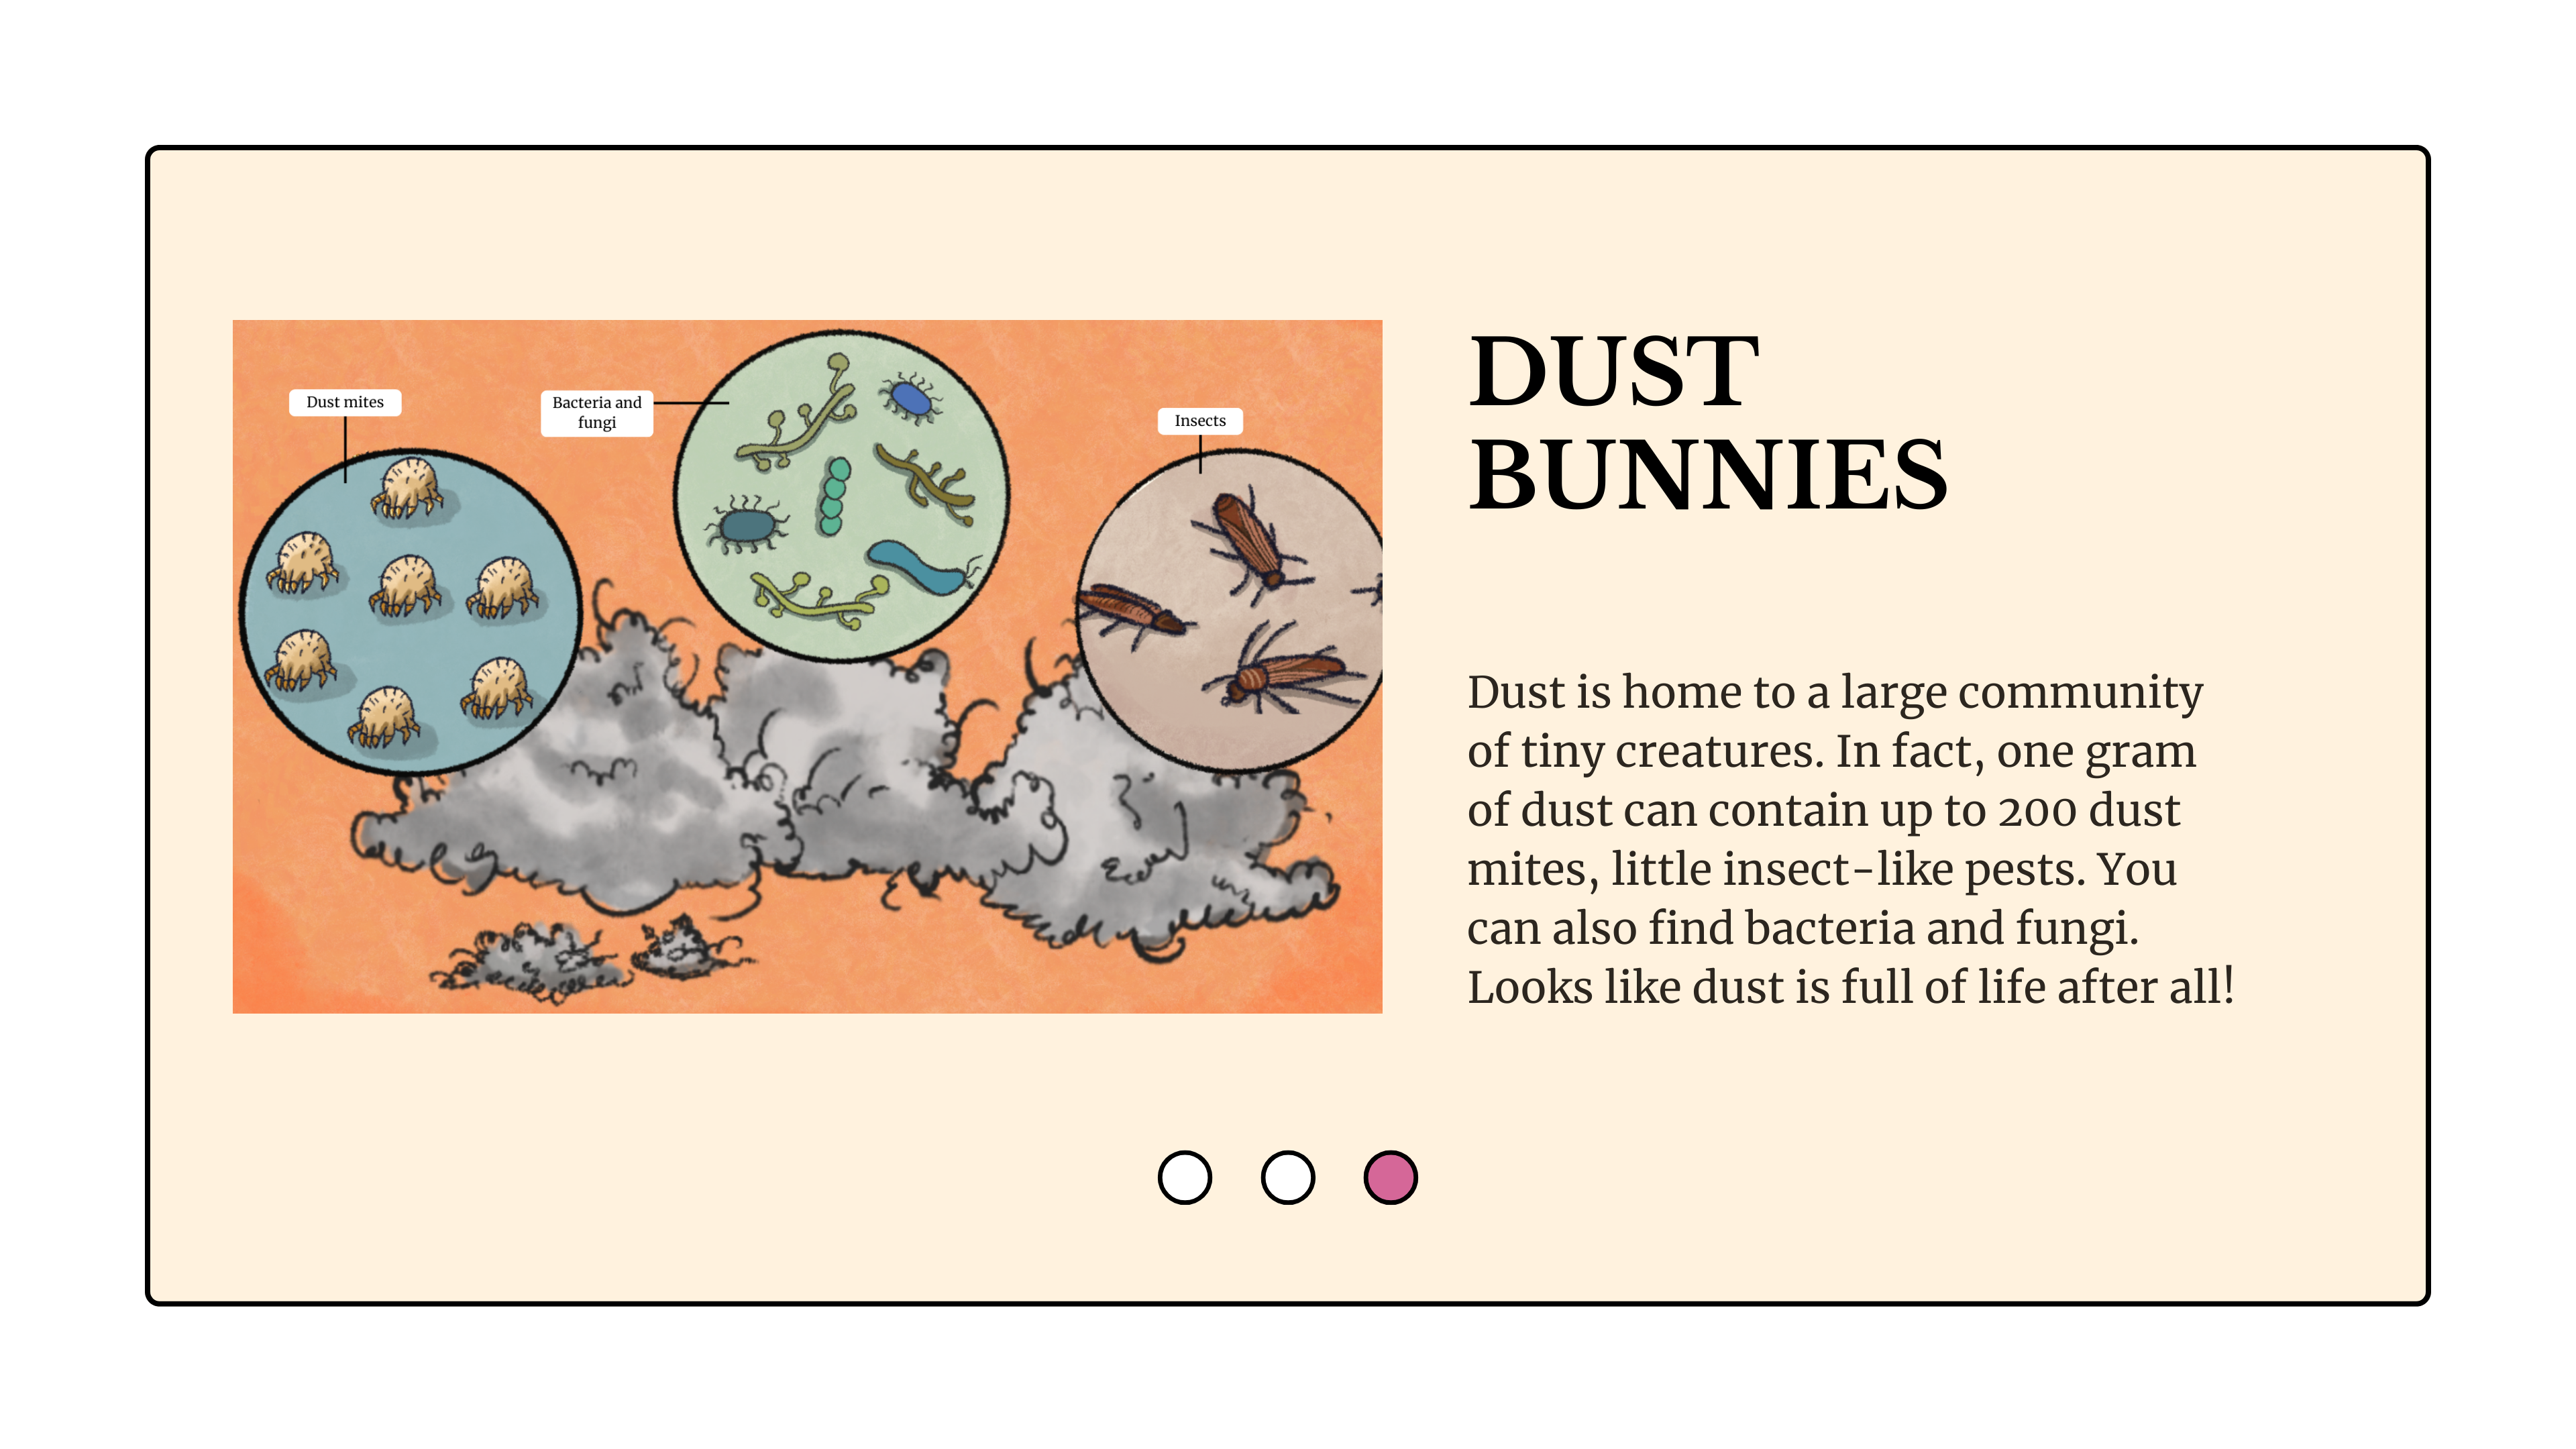 Dust mites
Bacteria and
fungi
Insects
DUST
BUNNIES
Dust is home to a large community
of tiny creatures. In fact, one gram
of dust can contain up to 200 dust
mites, little insect-like pests. You
can also find bacteria and fungi.
Looks like dust is full of life after all!